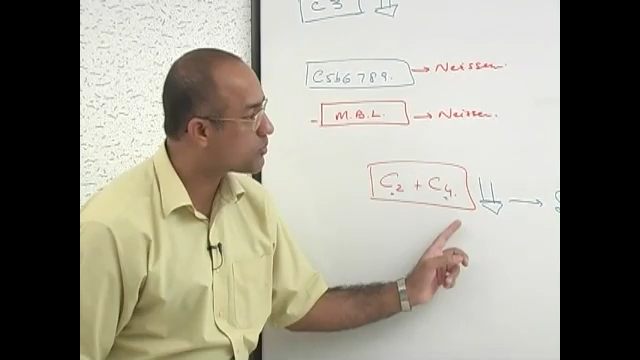 C3
C5b6789. → Neisser.
- M.B.L. → Neisser.
C2 + C4. →